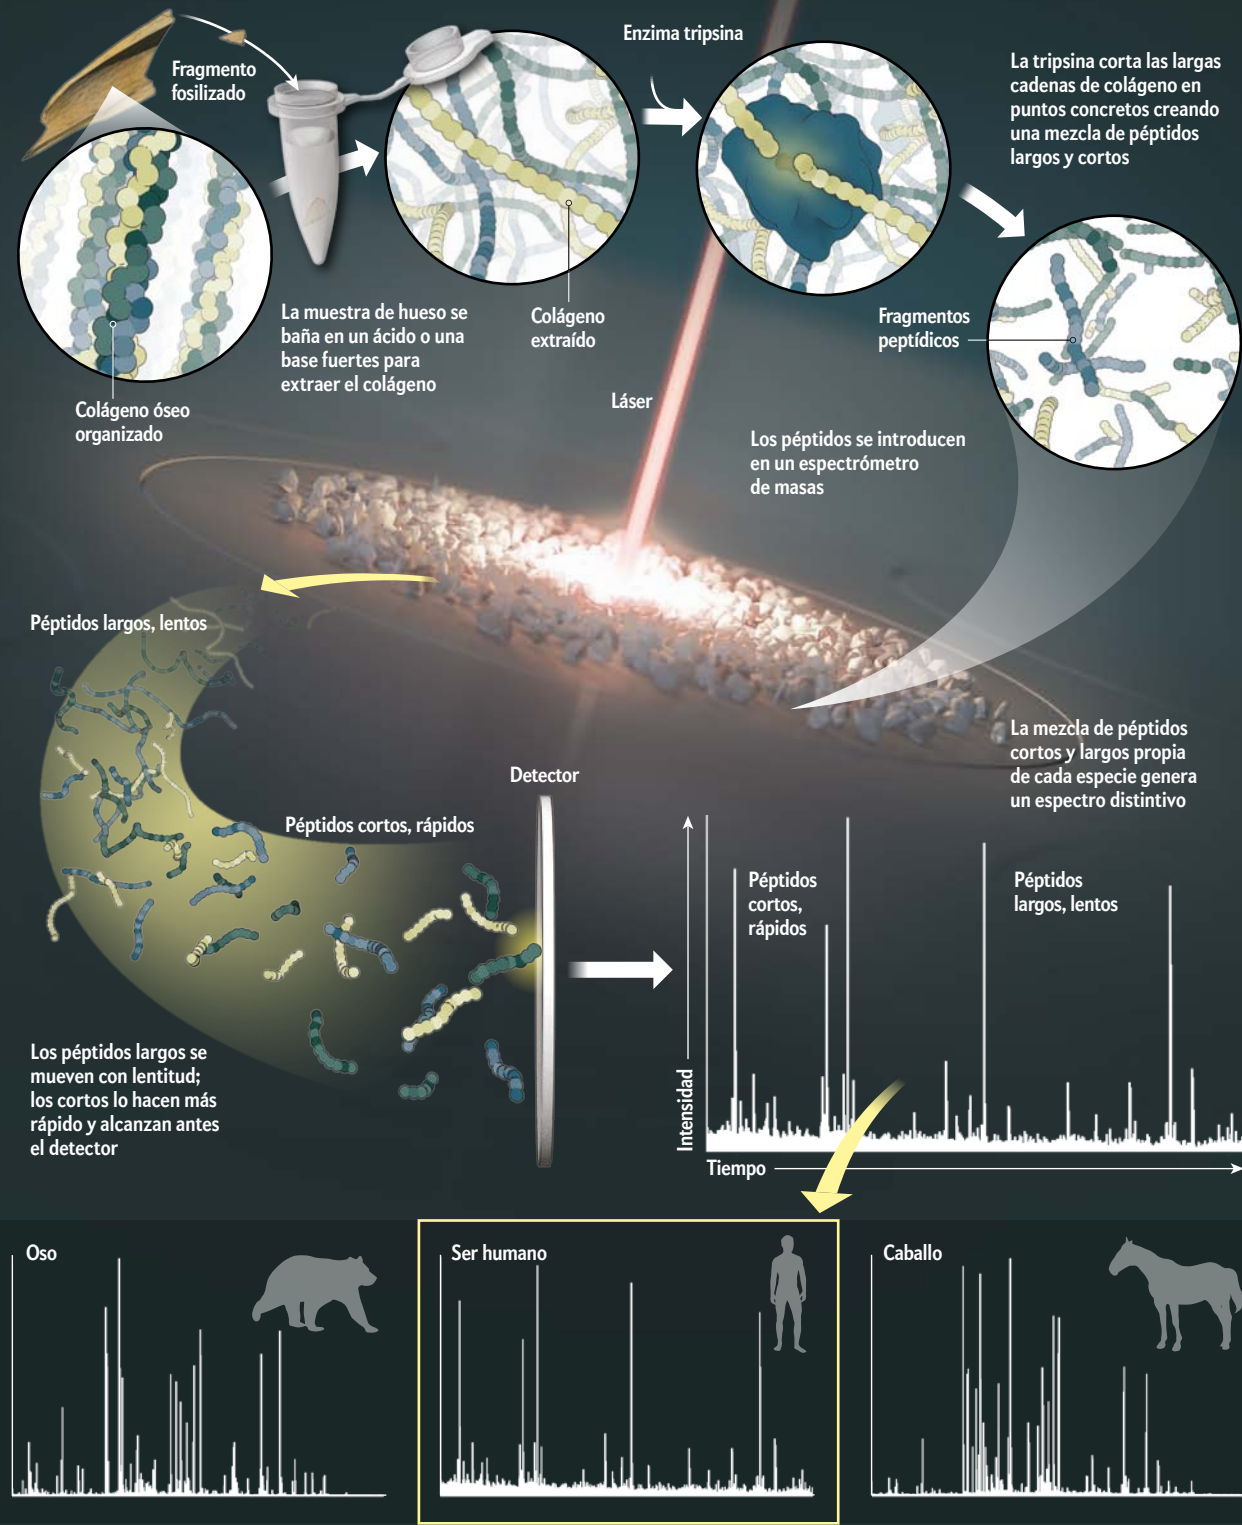 Enzima tripsina
Fragmento
fosilizado
La tripsina corta las largas
cadenas de colágeno en
puntos concretos creando
una mezcla de péptidos
largos y cortos
La muestra de hueso se
baña en un ácido o una
base fuertes para
extraer el colágeno
Colágeno
extraído
Fragmentos
peptídicos
Colágeno óseo
organizado
Láser
Los péptidos se introducen
en un espectrómetro
de masas
Péptidos largos, lentos
La mezcla de péptidos
cortos y largos propia
de cada especie genera
un espectro distintivo
Detector
Péptidos cortos, rápidos
Péptidos
cortos,
rápidos
Péptidos
largos, lentos
Los péptidos largos se
mueven con lentitud;
los cortos lo hacen más
rápido y alcanzan antes
el detector
Intensidad
Tiempo
Oso
Ser humano
Caballo